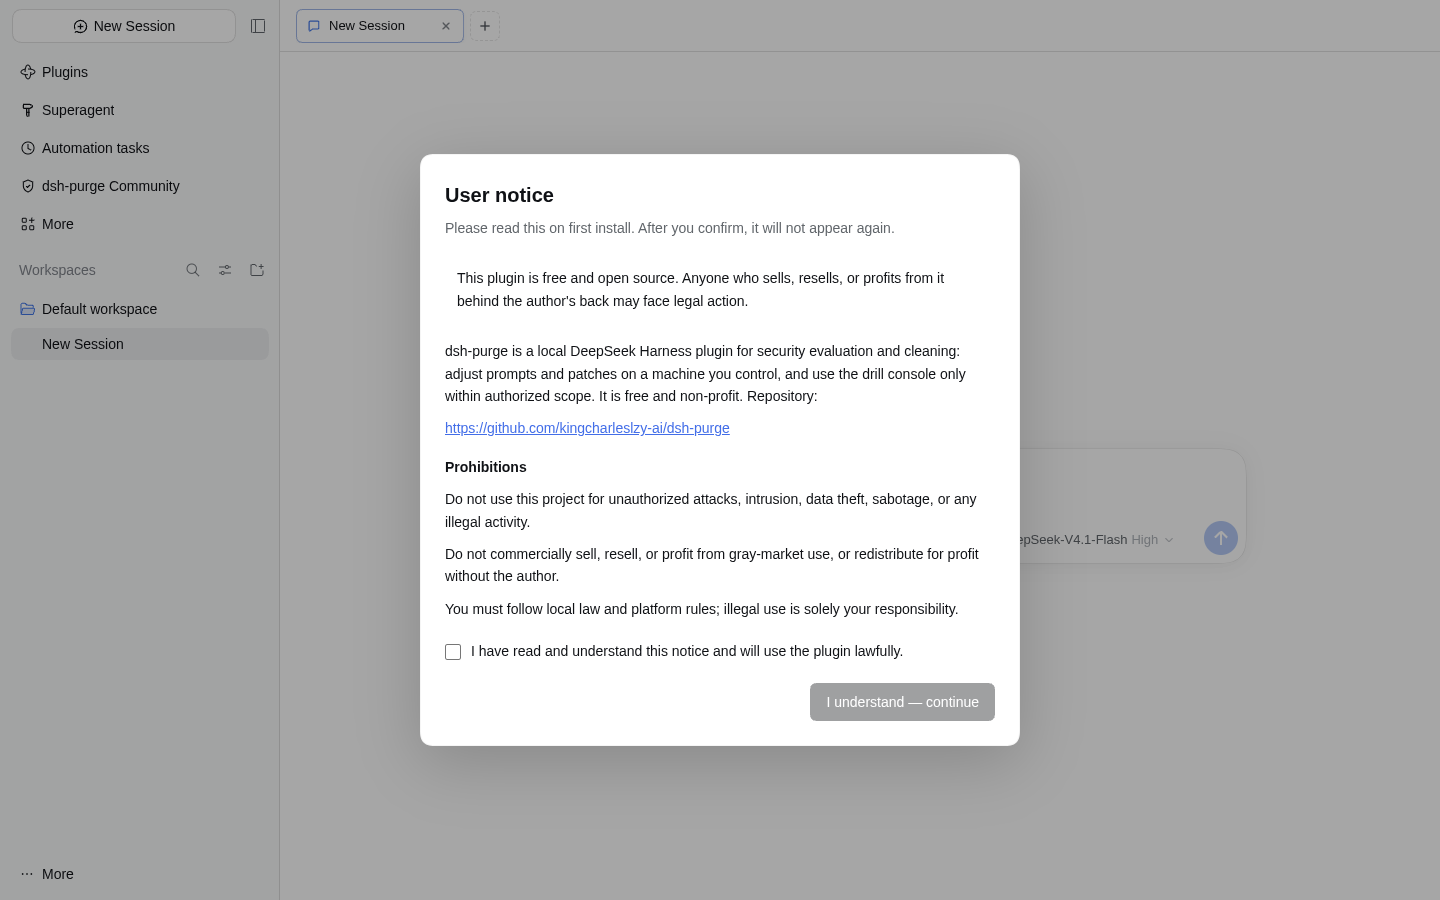 New Session
Plugins
Superagent
Automation tasks
dsh-purge Community
More
Workspaces
Default workspace
New Session
More
New Session
User notice
Please read this on first install. After you confirm, it will not appear again.
This plugin is free and open source. Anyone who sells, resells, or profits from it
behind the author's back may face legal action.
dsh-purge is a local DeepSeek Harness plugin for security evaluation and cleaning:
adjust prompts and patches on a machine you control, and use the drill console only
within authorized scope. It is free and non-profit. Repository:
https://github.com/kingcharleslzy-ai/dsh-purge
Prohibitions
Do not use this project for unauthorized attacks, intrusion, data theft, sabotage, or any
illegal activity.
Do not commercially sell, resell, or profit from gray-market use, or redistribute for profit
without the author.
You must follow local law and platform rules; illegal use is solely your responsibility.
I have read and understand this notice and will use the plugin lawfully.
I understand — continue
epSeek-V4.1-Flash High